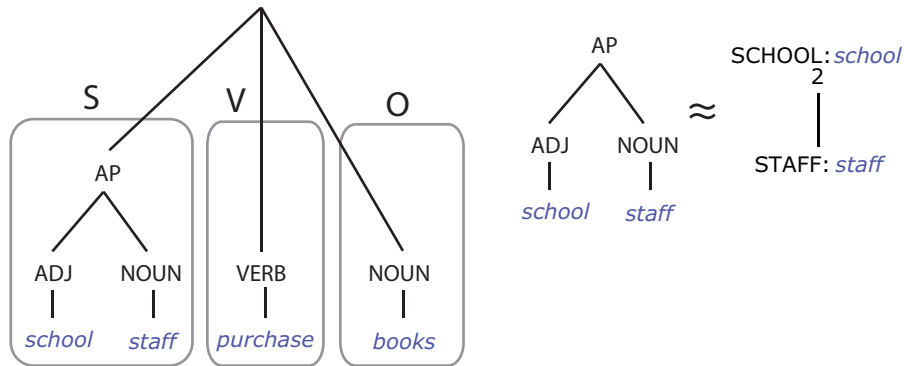 S V O
AP
ADJ NOUN VERB NOUN
school staff purchase books
AP
ADJ NOUN
school staff
≈
SCHOOL: school
2
STAFF: staff